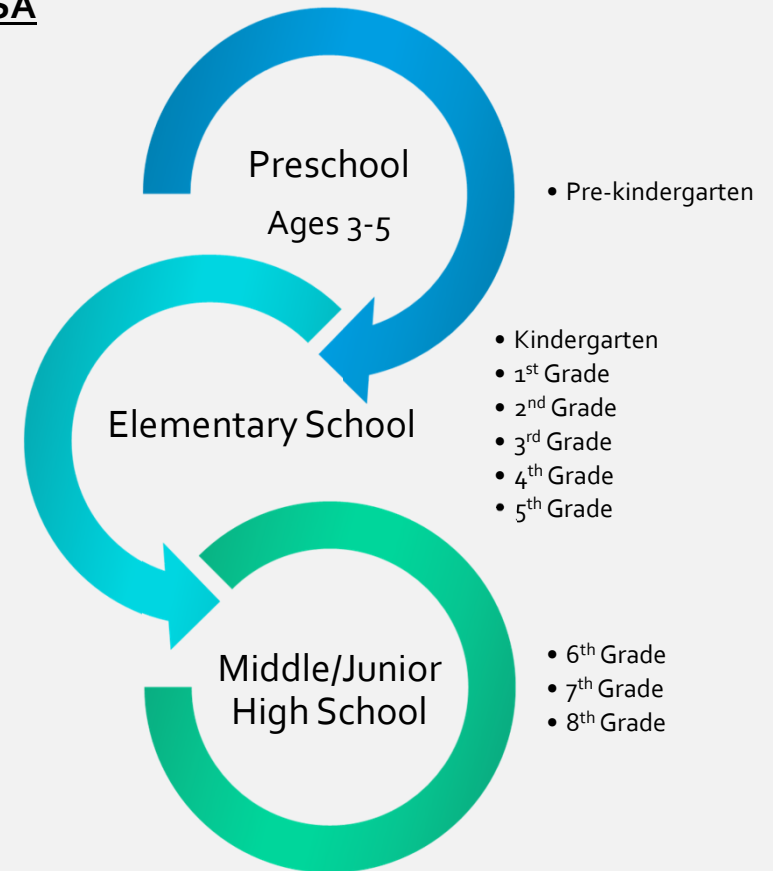 SA
Preschool
Ages 3-5
• Pre-kindergarten
Elementary School
• Kindergarten
• 1st Grade
• 2nd Grade
• 3rd Grade
• 4th Grade
• 5th Grade
Middle/Junior
High School
• 6th Grade
• 7th Grade
• 8th Grade